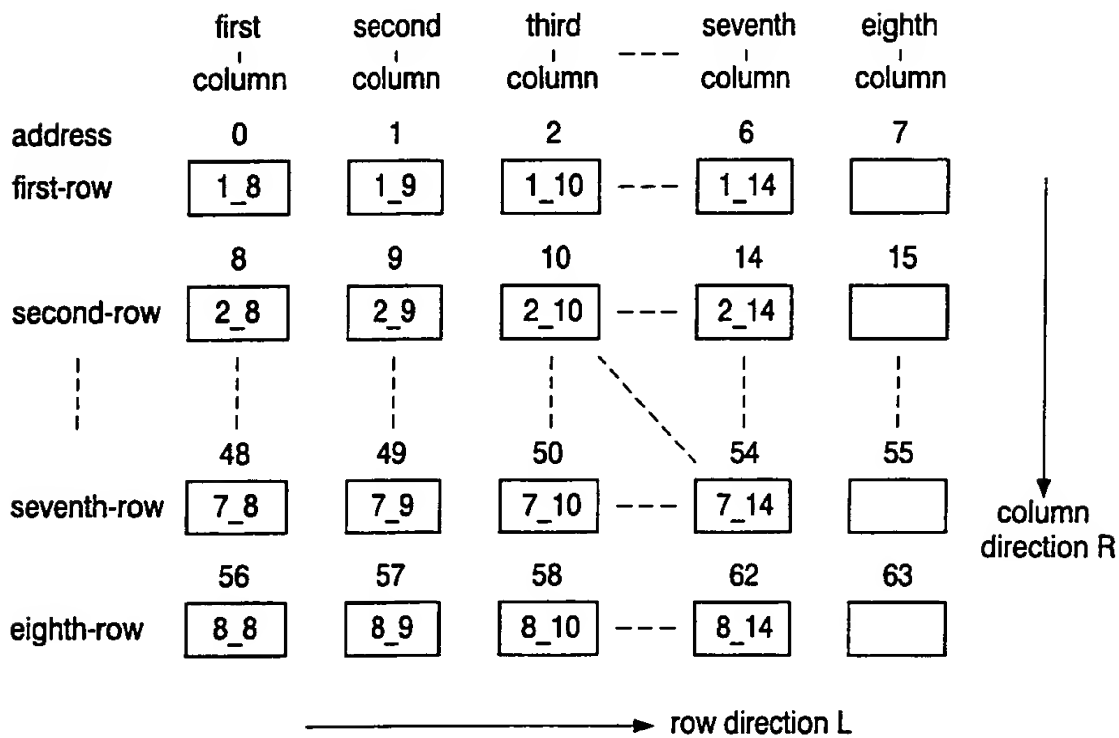 first second third seventh eighth
column column column column column
address 0 1 2 6 7
first-row 1_8 1_9 1_10 1_14
8 9 10 14 15
second-row 2_8 2_9 2_10 2_14
48 49 50 54 55
seventh-row 7_8 7_9 7_10 7_14
column
direction R
56 57 58 62 63
eighth-row 8_8 8_9 8_10 8_14
row direction L